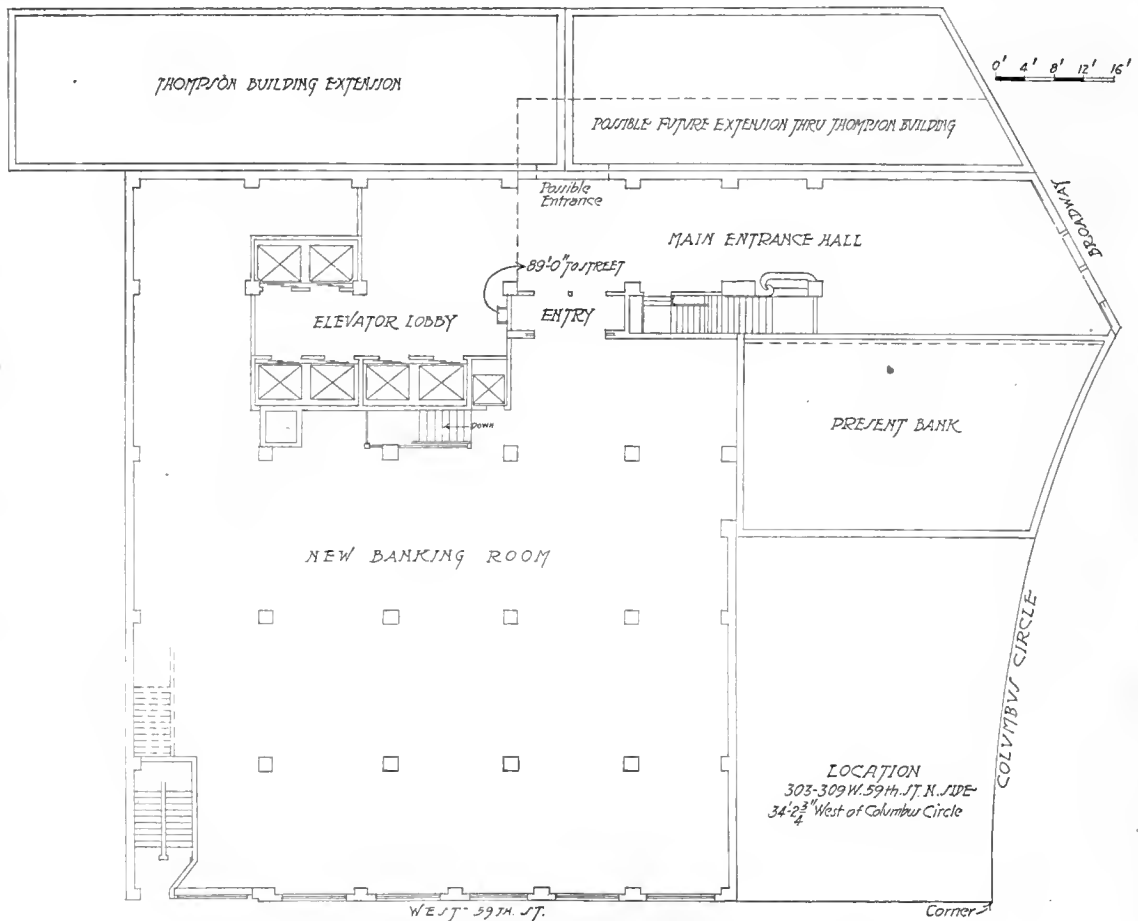 THOMPSON BUILDING EXTENSION
0' 4' 8' 12' 16'
POSSIBLE FUTURE EXTENSION THRU THOMPSON BUILDING
Possible
Entrance
BROADWAY
MAIN ENTRANCE HALL
89'-0" TO STREET
ELEVATOR LOBBY
ENTRY
DOWN
PRESENT BANK
NEW BANKING ROOM
COLUMBUS CIRCLE
LOCATION
303-309 W. 59th. ST. N. SIDE-
34'-2 3/4" West of Columbus Circle
WEST - 59TH. ST.
Corner